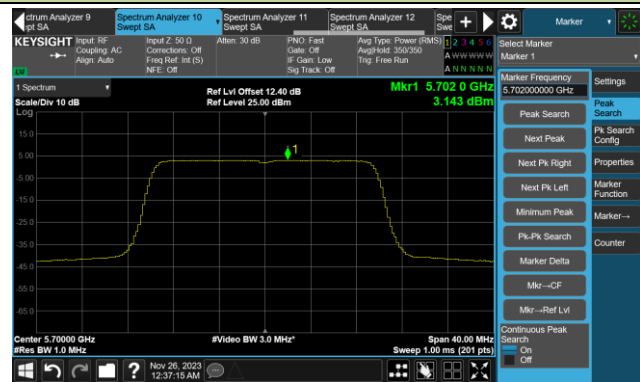 ctrum Analyzer 9
ipt SA
Spectrum Analyzer 10
Swept SA
Spectrum Analyzer 11
Swept SA
Spectrum Analyzer 12
Swept SA
Spe
Swe
Marker
KEYSIGHT
Input: RF
Coupling: AC
Align: Auto
Input Z: 50 Ω
Corrections: Off
Freq Ref: Int (S)
NFE: Off
Atten: 30 dB
PNO: Fast
Gate: Off
IF Gain: Low
Sig Track: Off
Avg Type: Power (RMS)
Avg|Hold: 350/350
Trig: Free Run
1 2 3 4 5 6
A W W W W W
A N N N N N
LVI
Select Marker
Marker 1
1 Spectrum
Scale/Div 10 dB
Log
Ref Lvl Offset 12.40 dB
Ref Level 25.00 dBm
Mkr1 5.702 0 GHz
3.143 dBm
15.0
5.00
-5.00
-15.0
-25.0
-35.0
-45.0
-55.0
-65.0
1
Center 5.70000 GHz
#Res BW 1.0 MHz
#Video BW 3.0 MHz*
Span 40.00 MHz
Sweep 1.00 ms (201 pts)
Marker Frequency
5.702000000 GHz
Peak Search
Next Peak
Next Pk Right
Next Pk Left
Minimum Peak
Pk-Pk Search
Marker Delta
Mkr→CF
Mkr→Ref Lvl
Continuous Peak
Search
On
Off
Settings
Peak
Search
Pk Search
Config
Properties
Marker
Function
Marker→
Counter
Nov 26, 2023
12:37:15 AM